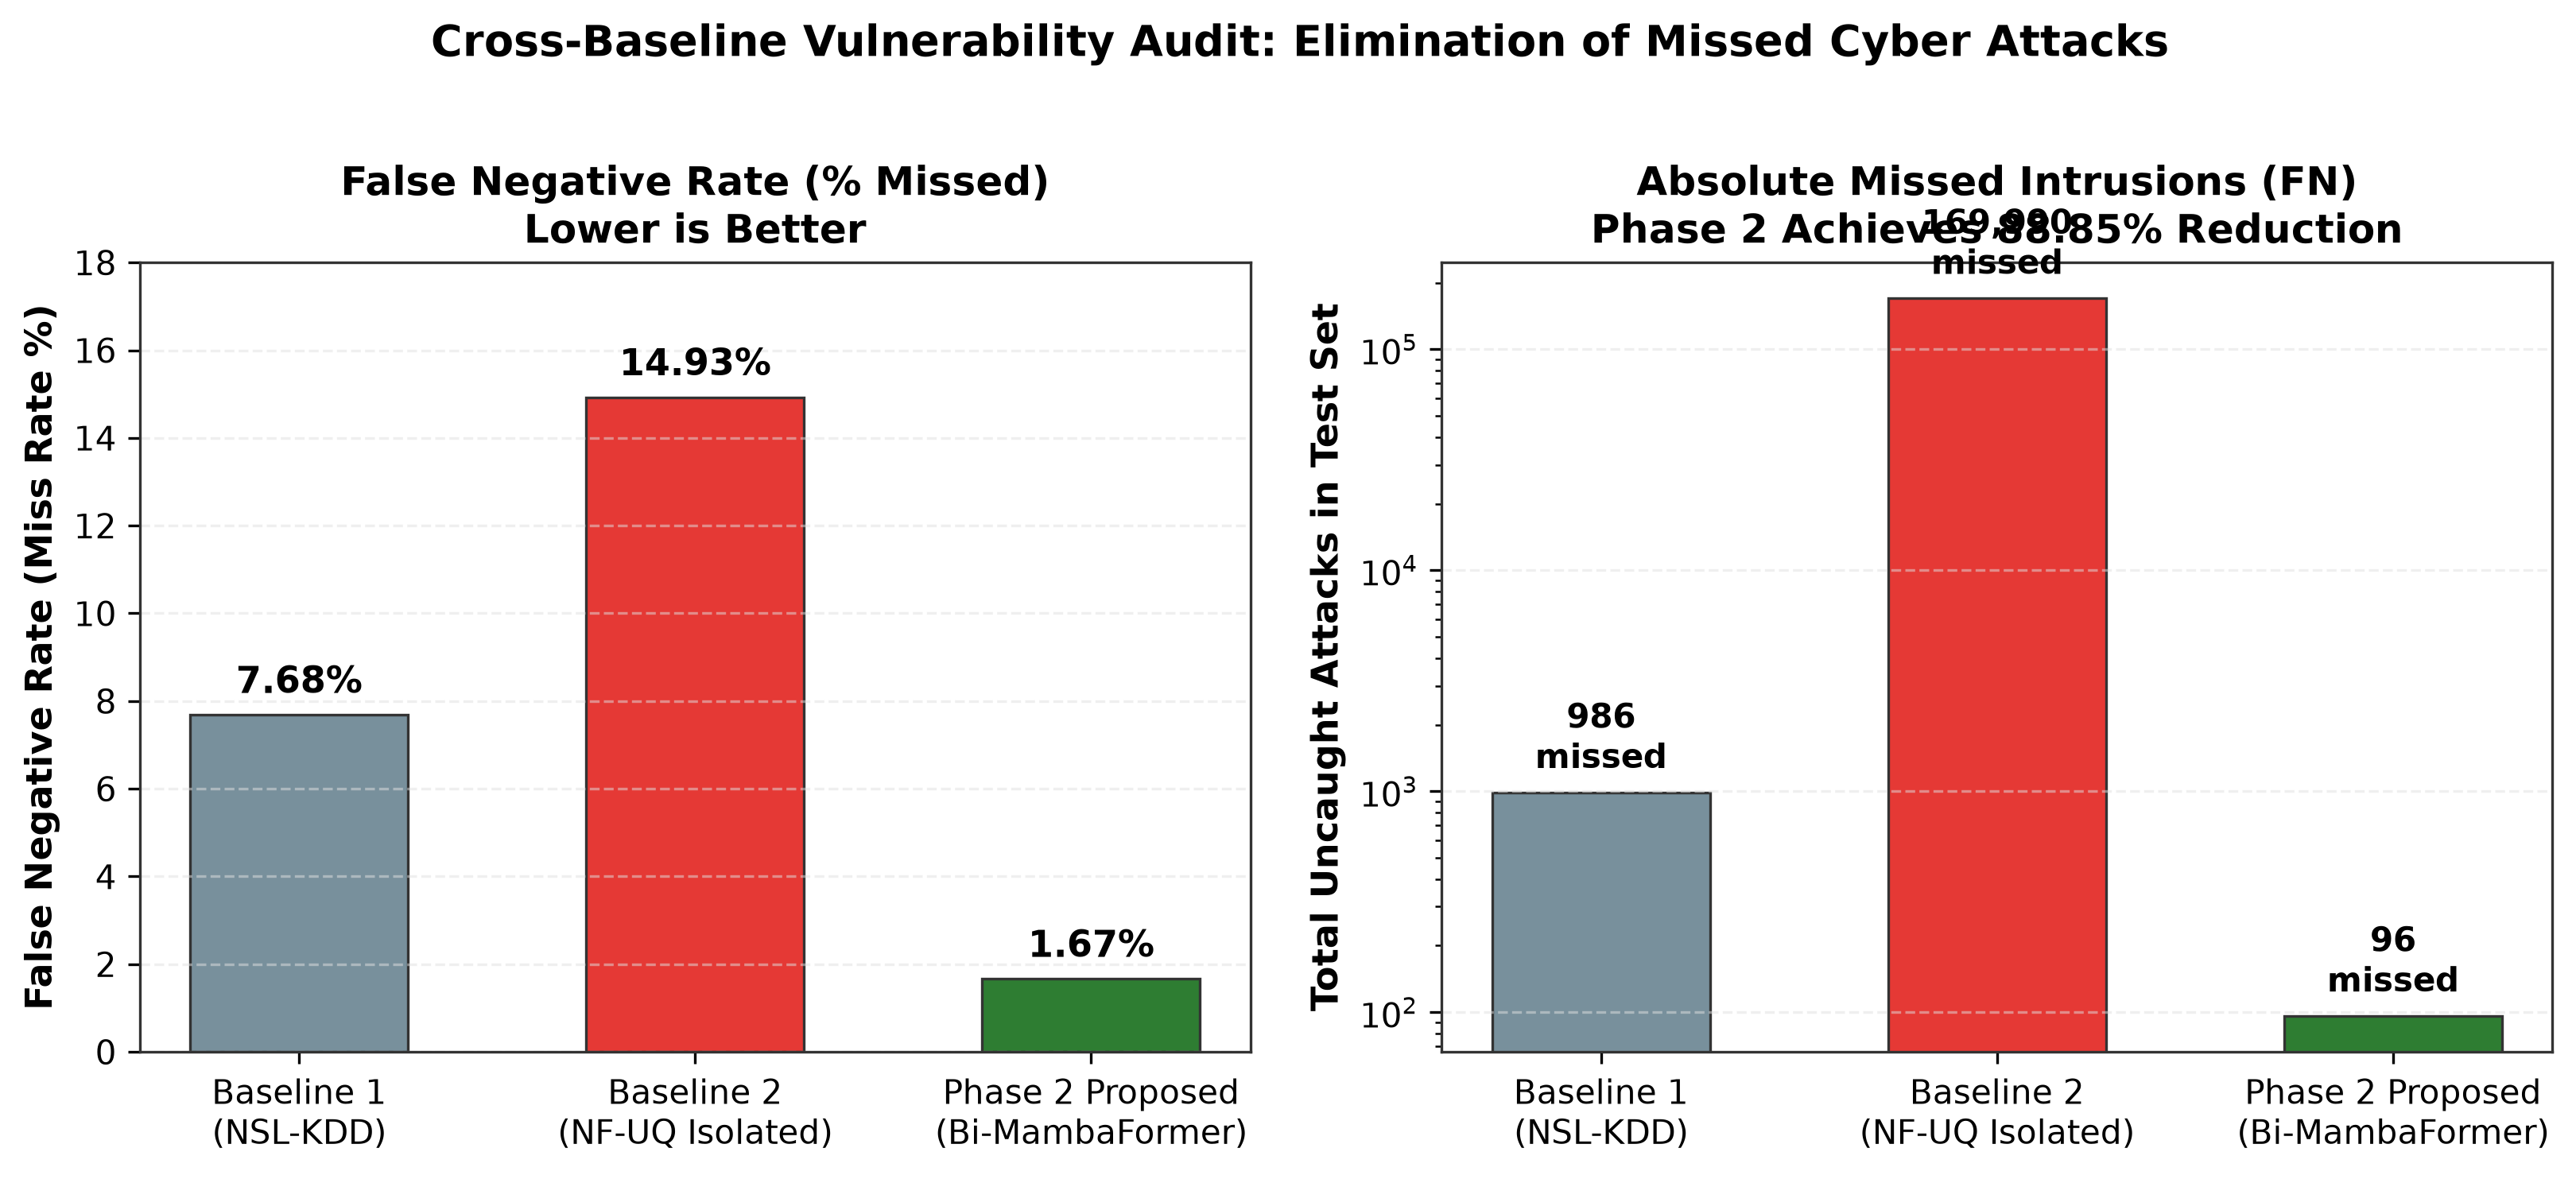 Cross-Baseline Vulnerability Audit: Elimination of Missed Cyber Attacks
False Negative Rate (% Missed)
Lower is Better
False Negative Rate (Miss Rate %)
18
16
14
12
10
8
6
4
2
0
7.68%
14.93%
1.67%
Baseline 1
(NSL-KDD)
Baseline 2
(NF-UQ Isolated)
Phase 2 Proposed
(Bi-MambaFormer)
Absolute Missed Intrusions (FN)
Phase 2 Achieves 88.85% Reduction
Total Uncaught Attacks in Test Set
10⁵
10⁴
10³
10²
986
missed
missed
96
missed
Baseline 1
(NSL-KDD)
Baseline 2
(NF-UQ Isolated)
Phase 2 Proposed
(Bi-MambaFormer)